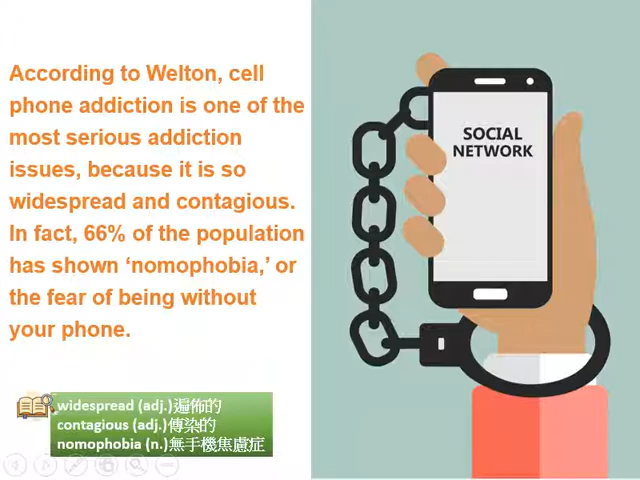 According to Welton, cell
phone addiction is one of the
most serious addiction
issues, because it is so
widespread and contagious.
In fact, 66% of the population
has shown ‘nomophobia,’ or
the fear of being without
your phone.
SOCIAL
NETWORK
widespread (adj.)遍佈的
contagious (adj.)傳染的
nomophobia (n.)無手機焦慮症